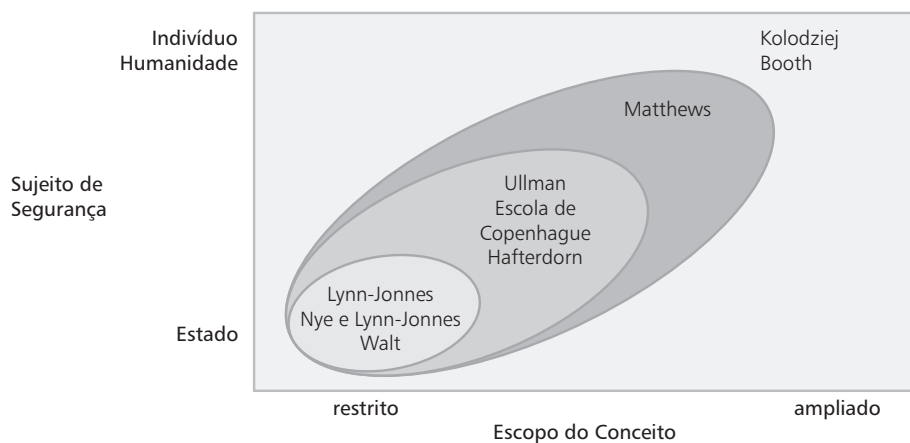 Indivíduo
Humanidade
Kolodziej
Booth
Matthews
Sujeito de
Segurança
Ullman
Escola de
Copenhague
Hafterdorn
Lynn-Jonnes
Nye e Lynn-Jonnes
Walt
Estado
restrito
ampliado
Escopo do Conceito